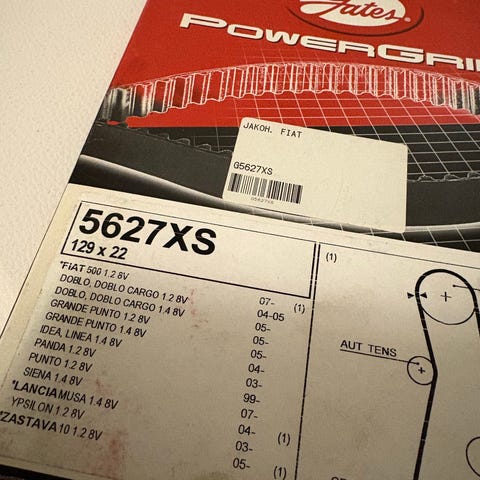 Gates
POWERGRIP
JAKOH. FIAT
G5627XS
G5627XS
5627XS
129 x 22
*FIAT 500 1.2 8V 07- (1)
DOBLO, DOBLO CARGO 1.2 8V 04-05
DOBLO, DOBLO CARGO 1.4 8V 05-
GRANDE PUNTO 1.2 8V 05-
GRANDE PUNTO 1.4 8V 05-
IDEA, LINEA 1.4 8V 04-
PANDA 1.2 8V 03-
PUNTO 1.2 8V 99-
SIENA 1.4 8V 07-
*LANCIA MUSA 1.4 8V 04- (1)
YPSILON 1.2 8V 03-
*ZASTAVA 10 1.2 8V 05- (1)
(1)
AUT TENS